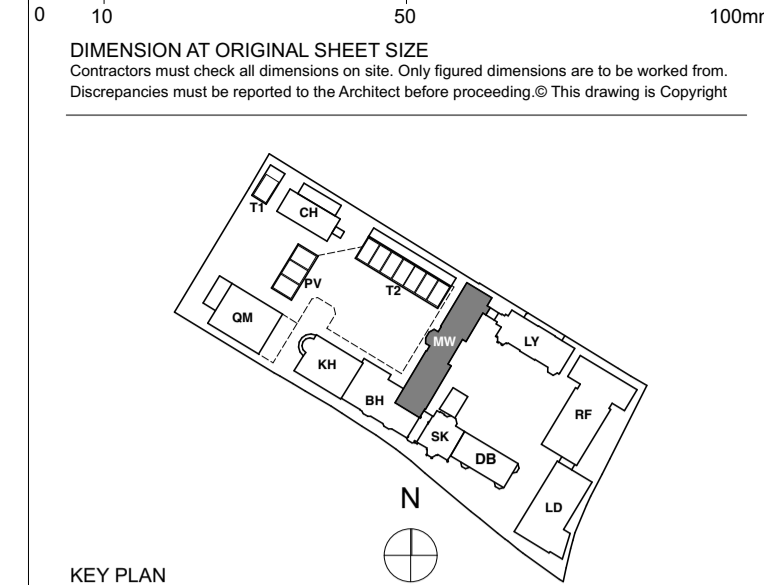 0 10 50 100mm
DIMENSION AT ORIGINAL SHEET SIZE
Contractors must check all dimensions on site. Only figured dimensions are to be worked from.
Discrepancies must be reported to the Architect before proceeding.© This drawing is Copyright
T1
CH
PV
T2
QM
MW
LY
KH
BH
RF
SK
DB
LD
N
KEY PLAN